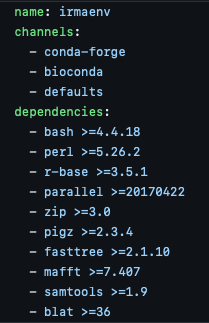 name: irmaenv
channels:
  - conda-forge
  - bioconda
  - defaults
dependencies:
  - bash >=4.4.18
  - perl >=5.26.2
  - r-base >=3.5.1
  - parallel >=20170422
  - zip >=3.0
  - pigz >=2.3.4
  - fasttree >=2.1.10
  - mafft >=7.407
  - samtools >=1.9
  - blat >=36